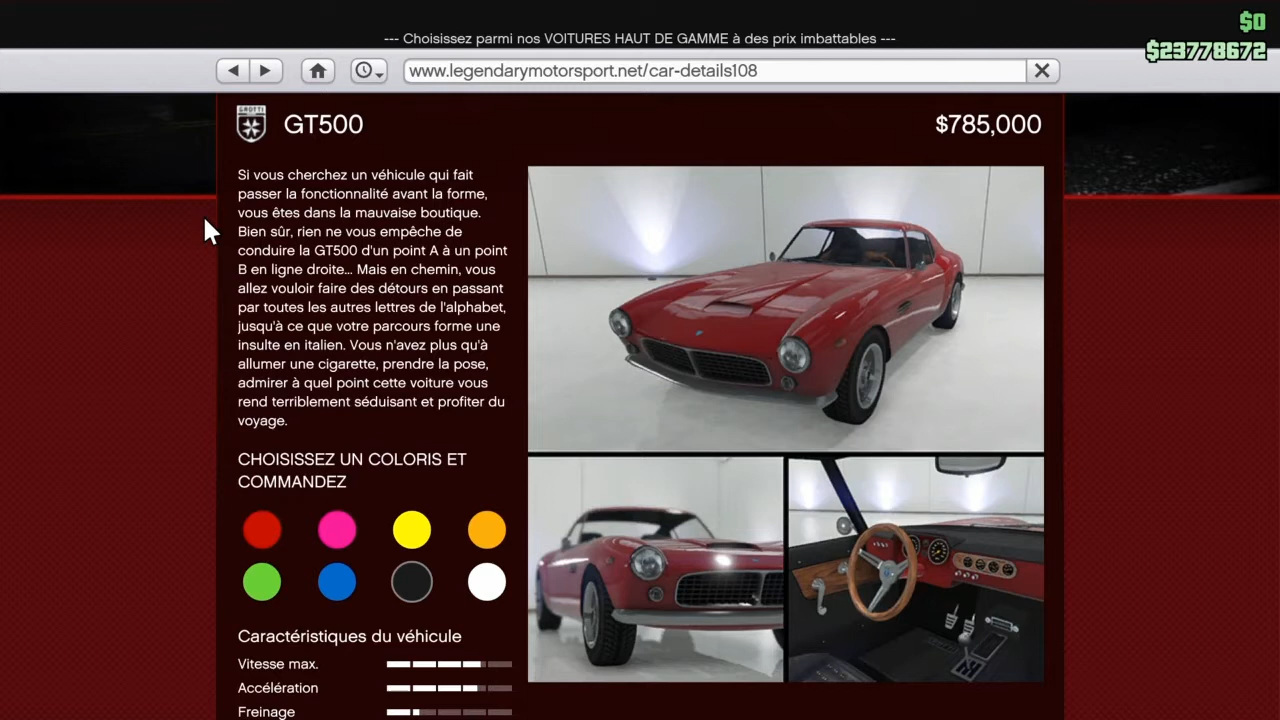 $0
--- Choisissez parmi nos VOITURES HAUT DE GAMME à des prix imbattables ---
$23778672
www.legendarymotorsport.net/car-details108
GROTTI
GT500
$785,000
Si vous cherchez un véhicule qui fait
passer la fonctionnalité avant la forme,
vous êtes dans la mauvaise boutique.
Bien sûr, rien ne vous empêche de
conduire la GT500 d'un point A à un point
B en ligne droite... Mais en chemin, vous
allez vouloir faire des détours en passant
par toutes les autres lettres de l'alphabet,
jusqu'à ce que votre parcours forme une
insulte en italien. Vous n'avez plus qu'à
allumer une cigarette, prendre la pose,
admirer à quel point cette voiture vous
rend terriblement séduisant et profiter du
voyage.
CHOISISSEZ UN COLORIS ET
COMMANDEZ
Caractéristiques du véhicule
Vitesse max.
Accélération
Freinage